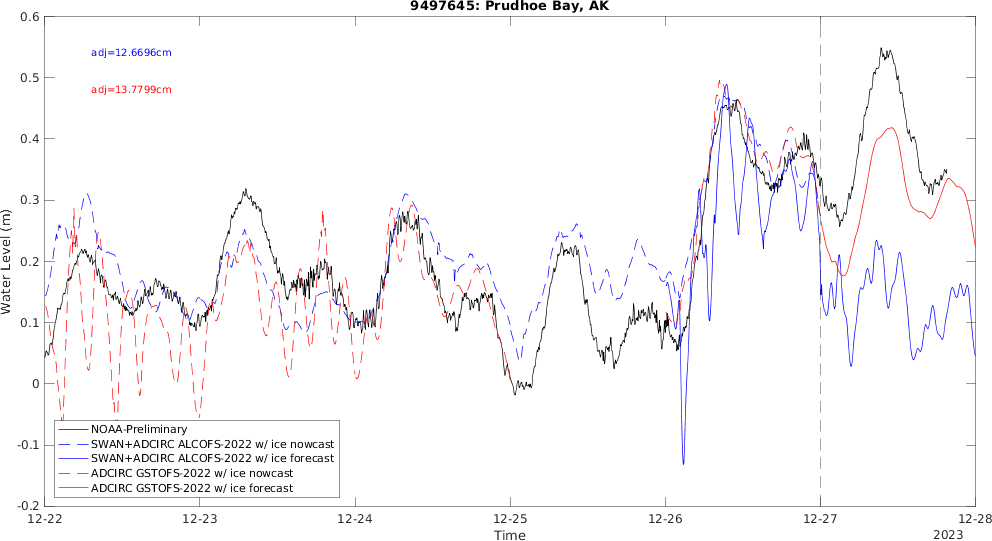 9497645: Prudhoe Bay, AK
0.6
adj=12.6696cm
adj=13.7799cm
0.5
0.4
0.3
0.2
0.1
0
-0.1
-0.2
Water Level (m)
NOAA-Preliminary
SWAN+ADCIRC ALCOFS-2022 w/ ice nowcast
SWAN+ADCIRC ALCOFS-2022 w/ ice forecast
ADCIRC GSTOFS-2022 w/ ice nowcast
ADCIRC GSTOFS-2022 w/ ice forecast
12-22 12-23 12-24 12-25 12-26 12-27 12-28
Time
2023